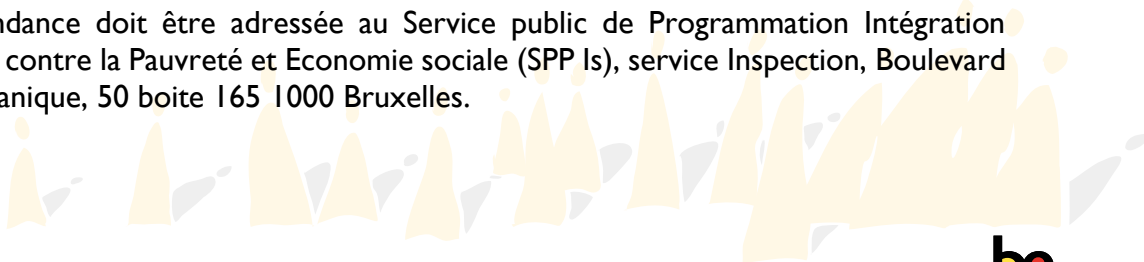 ndance doit être adressée au Service public de Programmation Intégration
contre la Pauvreté et Economie sociale (SPP Is), service Inspection, Boulevard
anique, 50 boite 165 1000 Bruxelles.
be